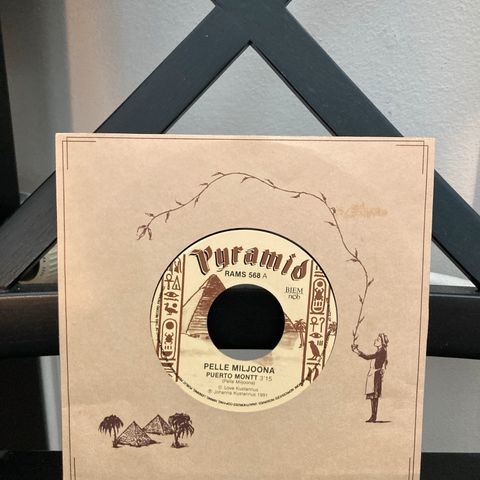 Pyramid
RAMS 568 A
BIEM
ncb
PELLE MILJOONA
PUERTO MONTT 3'15
(Pelle Miljoona)
© Love Kustannus
℗ Johanna Kustannus 1991